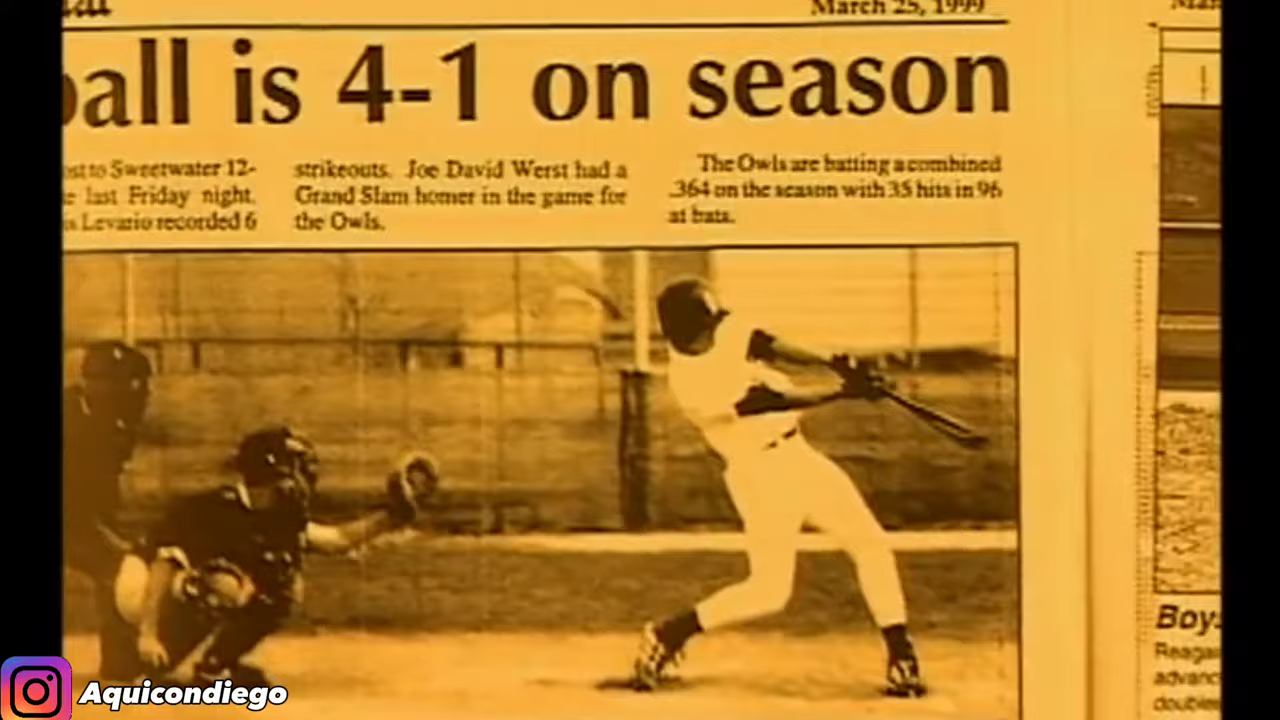 March 25, 1999
ball is 4-1 on season
ost to Sweetwater 12-
e last Friday night.
s Levario recorded 6
strikeouts. Joe David Werst had a
Grand Slam homer in the game for
the Owls.
The Owls are batting a combined
.364 on the season with 35 hits in 96
at bats.
Boys
Reagan
advanc
doubles
Aquicondiego